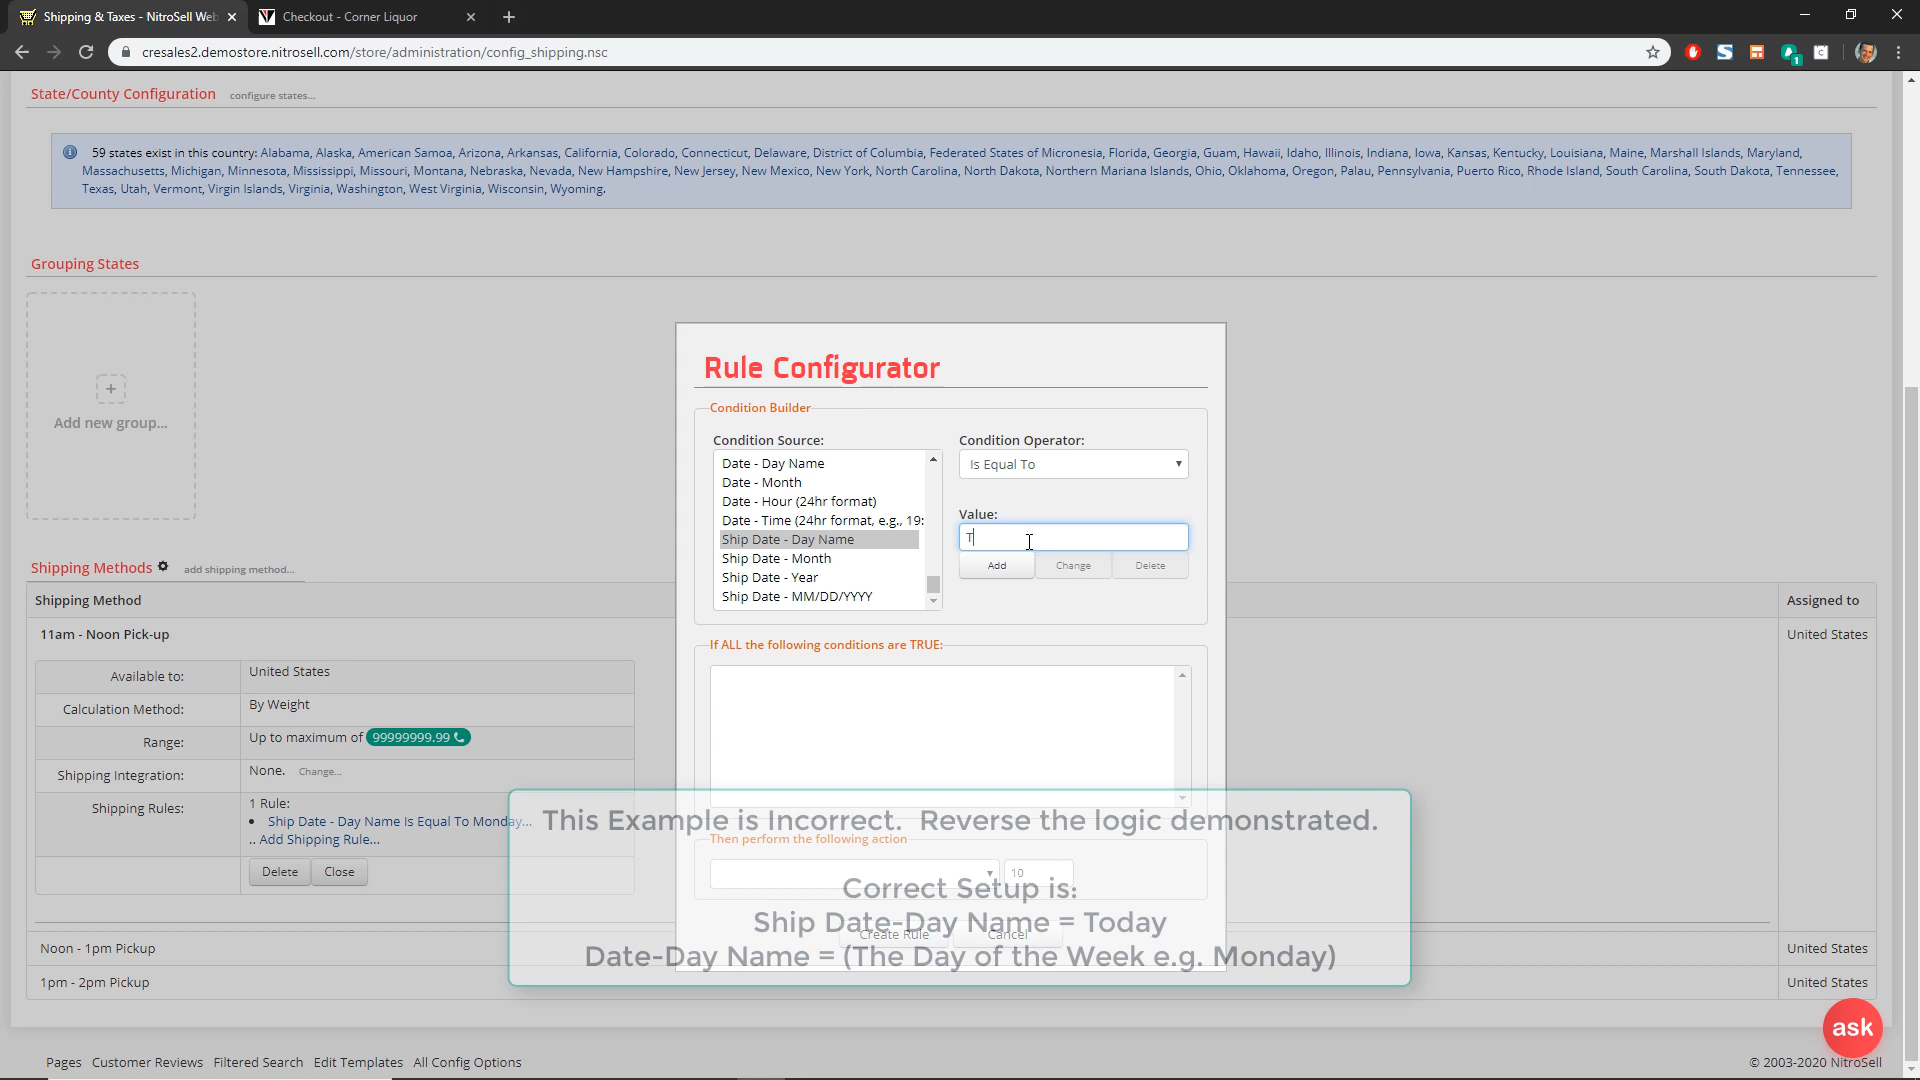 Shipping & Taxes - NitroSell Web
Checkout - Corner Liquor
cresales2.demostore.nitrosell.com/store/administration/config_shipping.nsc
1
C
State/County Configuration configure states...
59 states exist in this country: Alabama, Alaska, American Samoa, Arizona, Arkansas, California, Colorado, Connecticut, Delaware, District of Columbia, Federated States of Micronesia, Florida, Georgia, Guam, Hawaii, Idaho, Illinois, Indiana, Iowa, Kansas, Kentucky, Louisiana, Maine, Marshall Islands, Maryland,
Massachusetts, Michigan, Minnesota, Mississippi, Missouri, Montana, Nebraska, Nevada, New Hampshire, New Jersey, New Mexico, New York, North Carolina, North Dakota, Northern Mariana Islands, Ohio, Oklahoma, Oregon, Palau, Pennsylvania, Puerto Rico, Rhode Island, South Carolina, South Dakota, Tennessee,
Texas, Utah, Vermont, Virgin Islands, Virginia, Washington, West Virginia, Wisconsin, Wyoming.
Grouping States
Add new group...
Rule Configurator
Condition Builder
Condition Source:
Date - Day Name
Date - Month
Date - Hour (24hr format)
Date - Time (24hr format, e.g., 19:
Ship Date - Day Name
Ship Date - Month
Ship Date - Year
Ship Date - MM/DD/YYYY
Condition Operator:
Is Equal To
Value:
T
Add Change Delete
If ALL the following conditions are TRUE:
Then perform the following action
10
Create Rule Cancel
This Example is Incorrect. Reverse the logic demonstrated.
Correct Setup is:
Ship Date-Day Name = Today
Date-Day Name = (The Day of the Week e.g. Monday)
Shipping Methods add shipping method...
Shipping Method Assigned to
11am - Noon Pick-up United States
Available to: United States
Calculation Method: By Weight
Range: Up to maximum of 99999999.99
Shipping Integration: None. Change...
Shipping Rules: 1 Rule:
Ship Date - Day Name Is Equal To Monday...
.. Add Shipping Rule...
Delete Close
Noon - 1pm Pickup United States
1pm - 2pm Pickup United States
ask
Pages Customer Reviews Filtered Search Edit Templates All Config Options
© 2003-2020 NitroSell